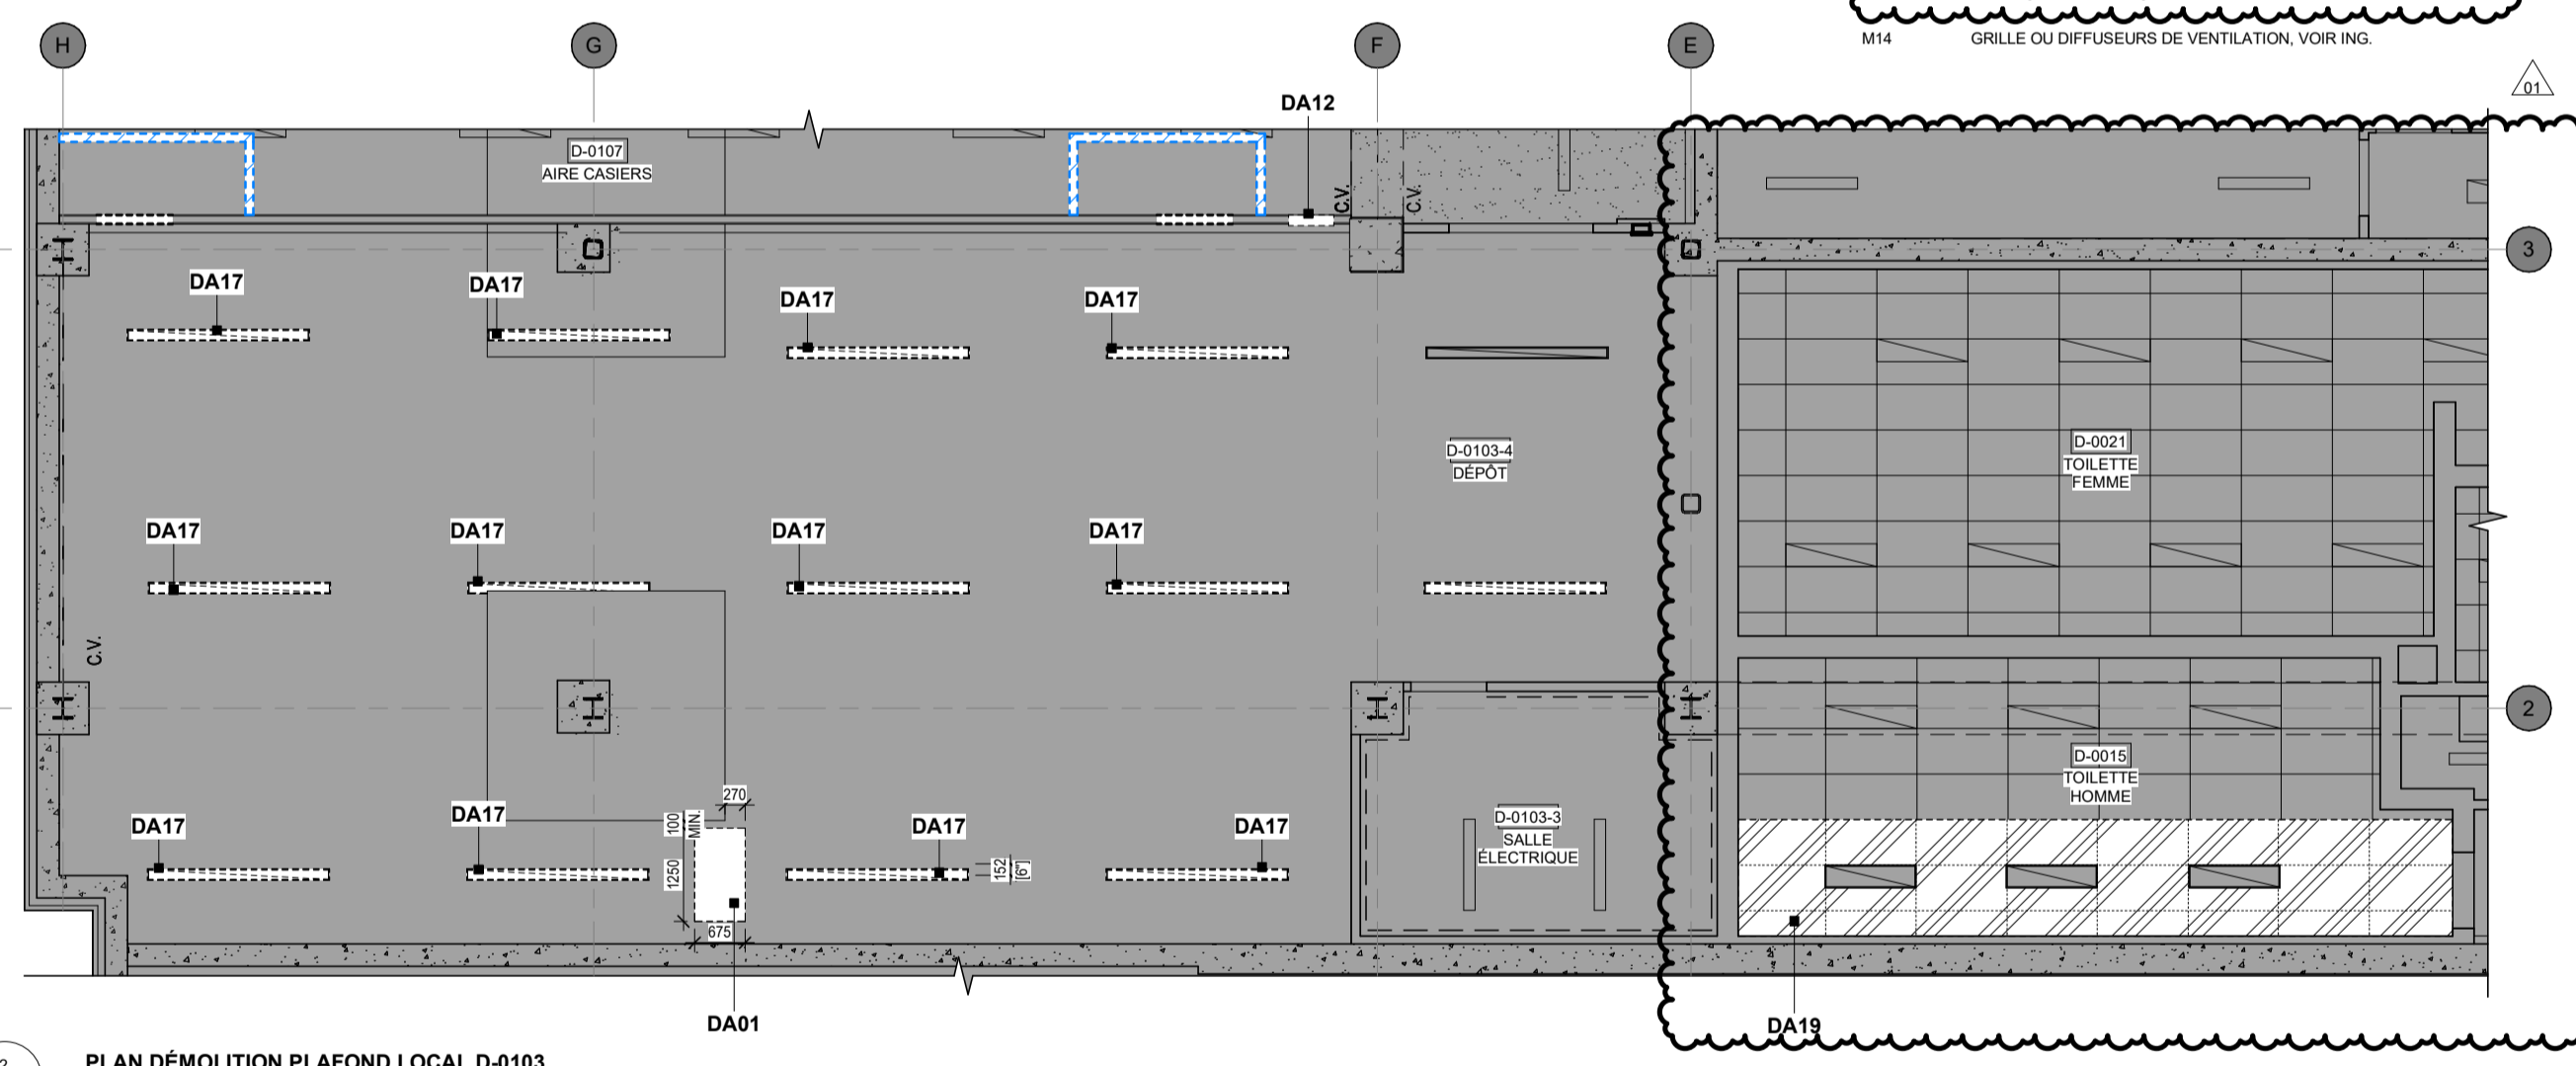 H
G
F
E
M14 GRILLE OU DIFFUSEURS DE VENTILATION, VOIR ING.
01
DA12
D-0107
AIRE CASIERS
C.V.
C.V.
3
DA17
DA17
DA17
DA17
D-0103-4
DÉPÔT
D-0021
TOILETTE
FEMME
DA17
DA17
DA17
DA17
C.V.
2
D-0015
TOILETTE
HOMME
270
100
MIN.
DA17
DA17
DA17
DA17
D-0103-3
SALLE
ÉLECTRIQUE
1250
152
[6"]
675
DA01
DA19
2
PLAN DÉMOLITION PLAFOND LOCAL D-0103